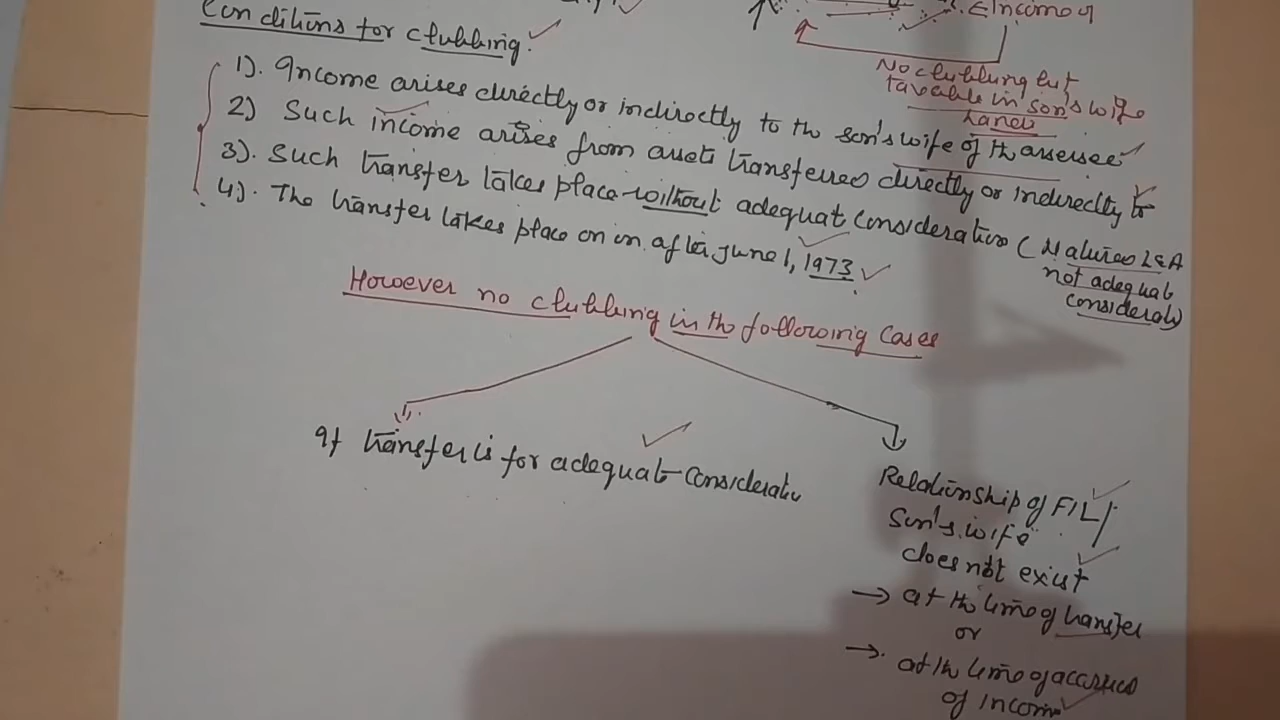 Σ Income of
Conditions for clubbing.
No clubbing but
taxable in son's wife
hands
1). Income arises directly or indirectly to the son's wife of the assessee
2) Such income arises from assets transferred directly or indirectly to
3). Such transfer takes place without adequate consideration (Natural L&A
not adequate
consideration)
4). The transfer takes place on or after June 1, 1973
However no clubbing in the following cases
If transfer is for adequate consideration
Relationship of FIL/
Son's wife
does not exist
→ at the time of transfer
or
→ at the time of accrued
of income